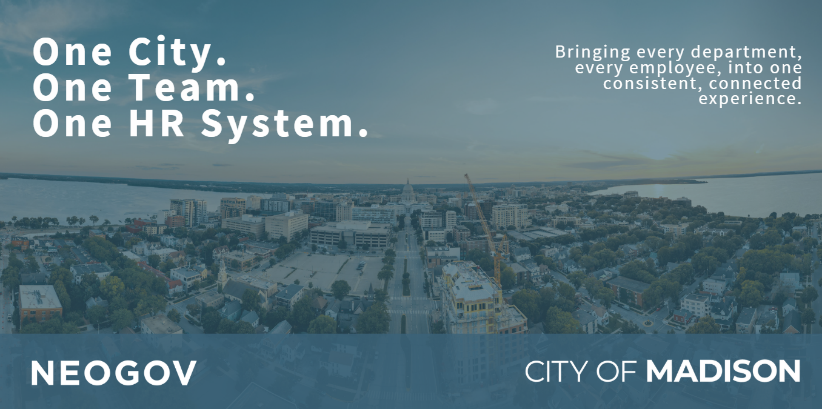 One City.
One Team.
One HR System.
Bringing every department,
every employee, into one
consistent, connected
experience.
NEOGOV
CITY OF MADISON